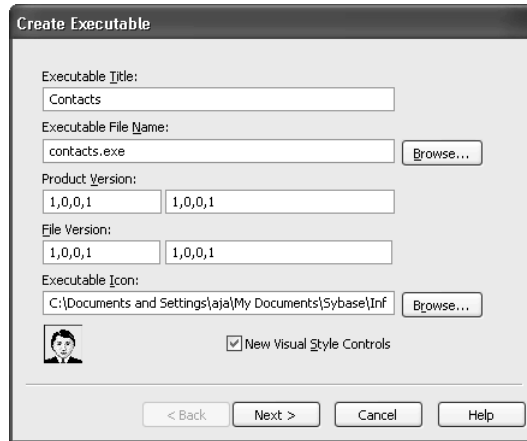 Create Executable
Executable Title:
Contacts
Executable File Name:
contacts.exe
Browse...
Product Version:
1,0,0,1 1,0,0,1
File Version:
1,0,0,1 1,0,0,1
Executable Icon:
C:\Documents and Settings\aja\My Documents\Sybase\Inf
Browse...
New Visual Style Controls
< Back Next > Cancel Help